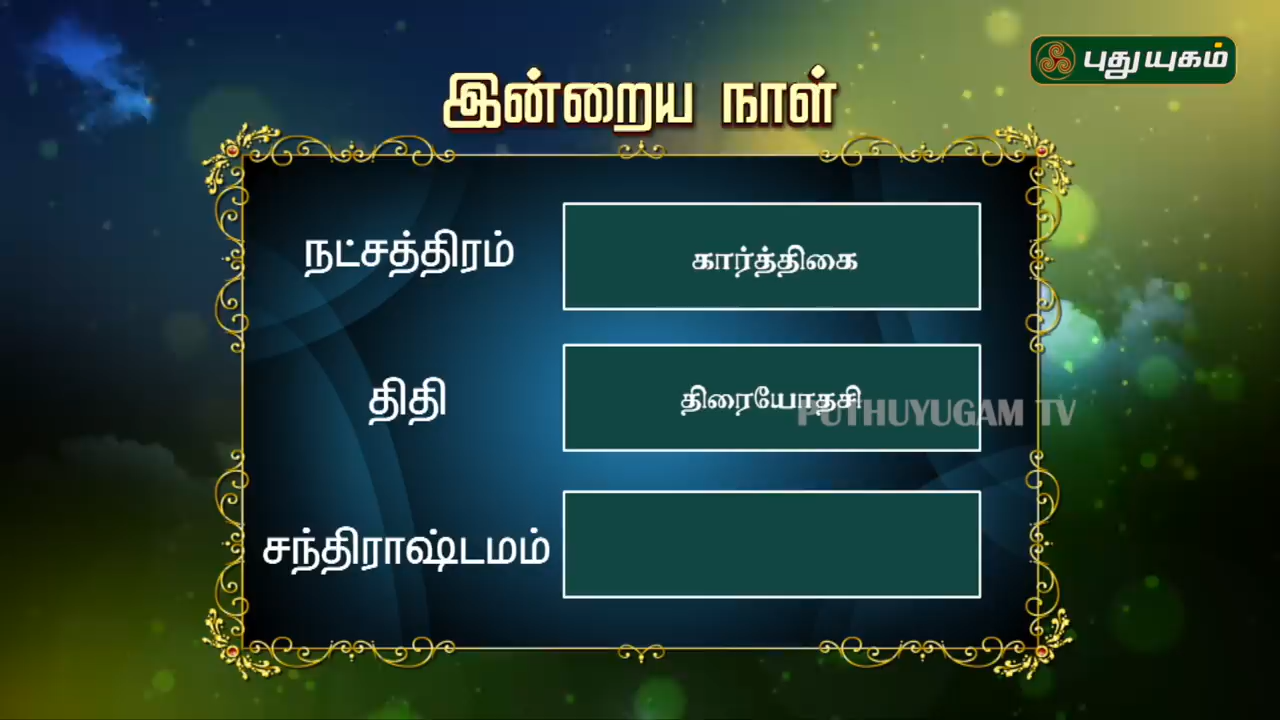 புதுயுகம்
இன்றைய நாள்
நட்சத்திரம்
கார்த்திகை
திதி
திரையோதசி
PUTHUYUGAM TV
சந்திராஷ்டமம்